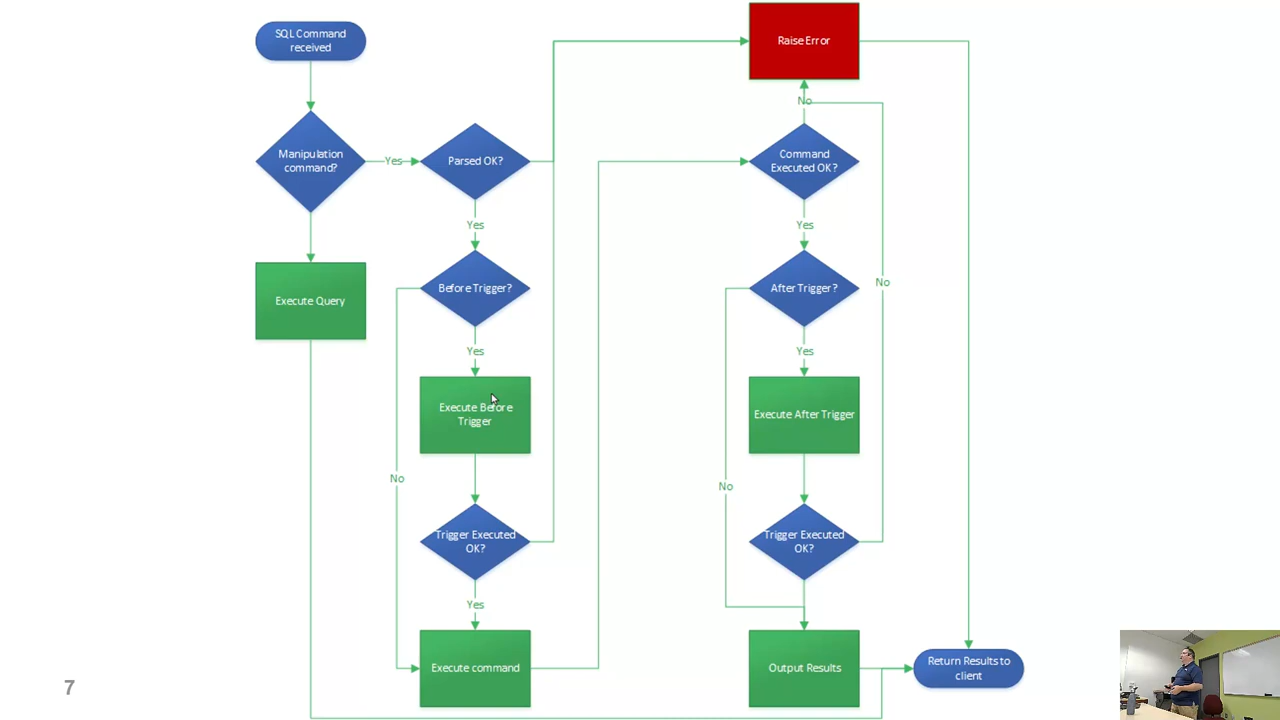 SQL Command
received
Manipulation
command?
Yes
Execute Query
Parsed OK?
Yes
Before Trigger?
Yes
No
Execute Before
Trigger
Trigger Executed
OK?
Yes
Execute command
Raise Error
No
Command
Executed OK?
Yes
After Trigger?
Yes
No
No
Execute After Trigger
Trigger Executed
OK?
Output Results
Return Results to
client
7